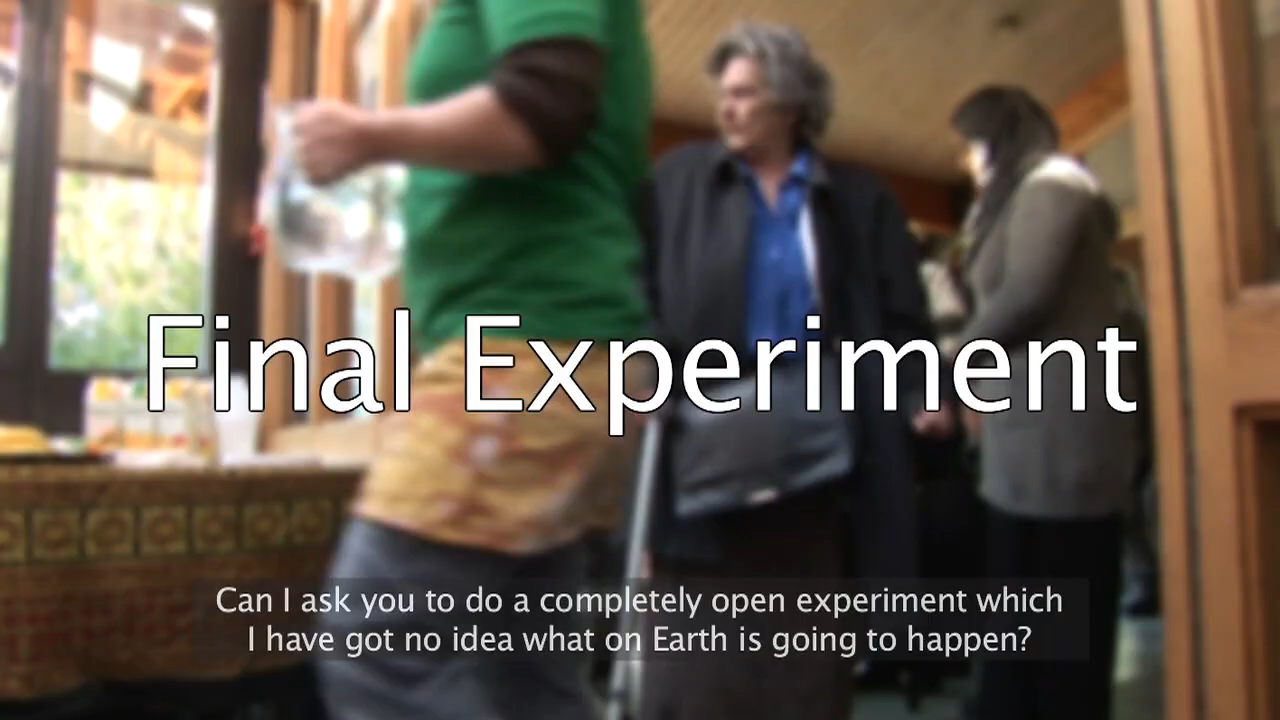 Final Experiment
Can I ask you to do a completely open experiment which
I have got no idea what on Earth is going to happen?